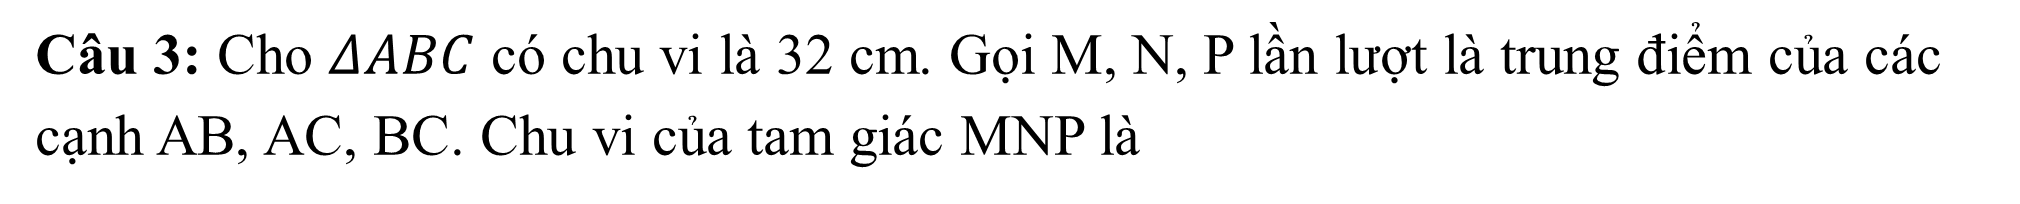 Câu 3: Cho ΔABC có chu vi là 32 cm. Gọi M, N, P lần lượt là trung điểm của các
cạnh AB, AC, BC. Chu vi của tam giác MNP là